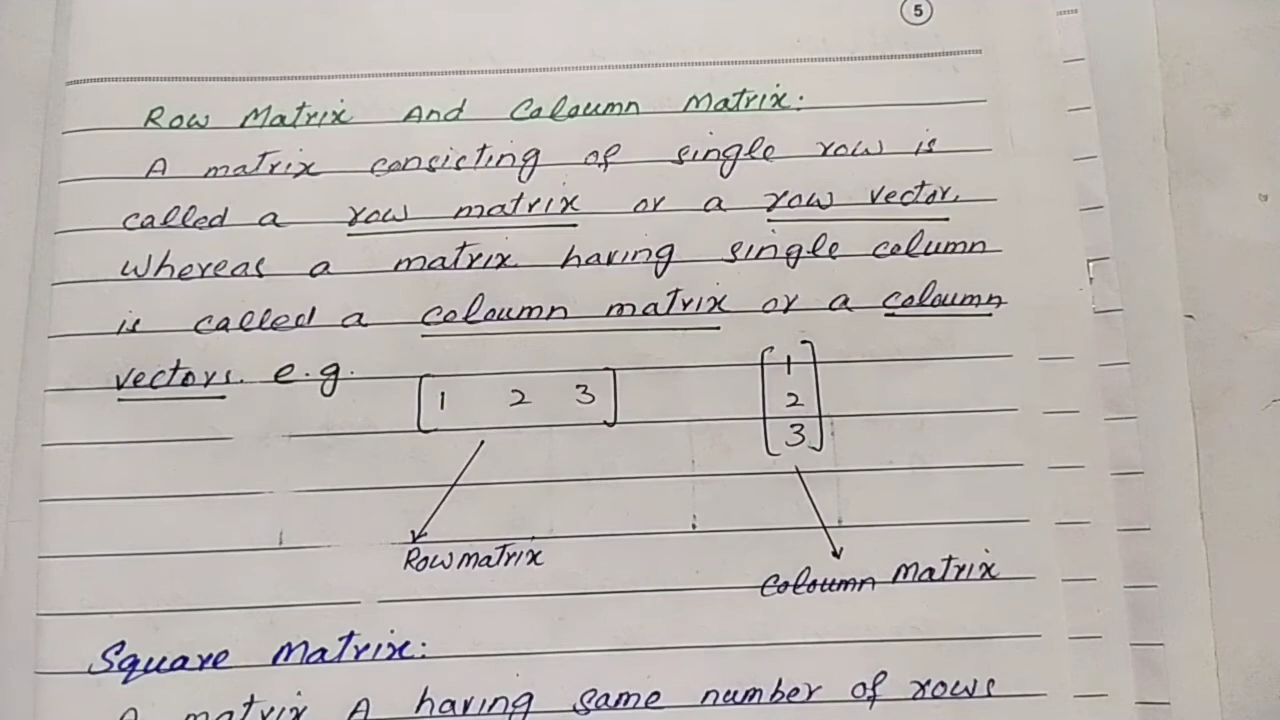 5
Row Matrix And Coloumn Matrix:
A matrix consisting of single row is
called a row matrix or a row vector.
Whereas a matrix having single column
is called a coloumn matrix or a coloumn
vectors. e.g.
[1 2 3]
[1
2
3]
Row matrix
Coloumn Matrix
Square Matrix:
A matrix A having same number of rows